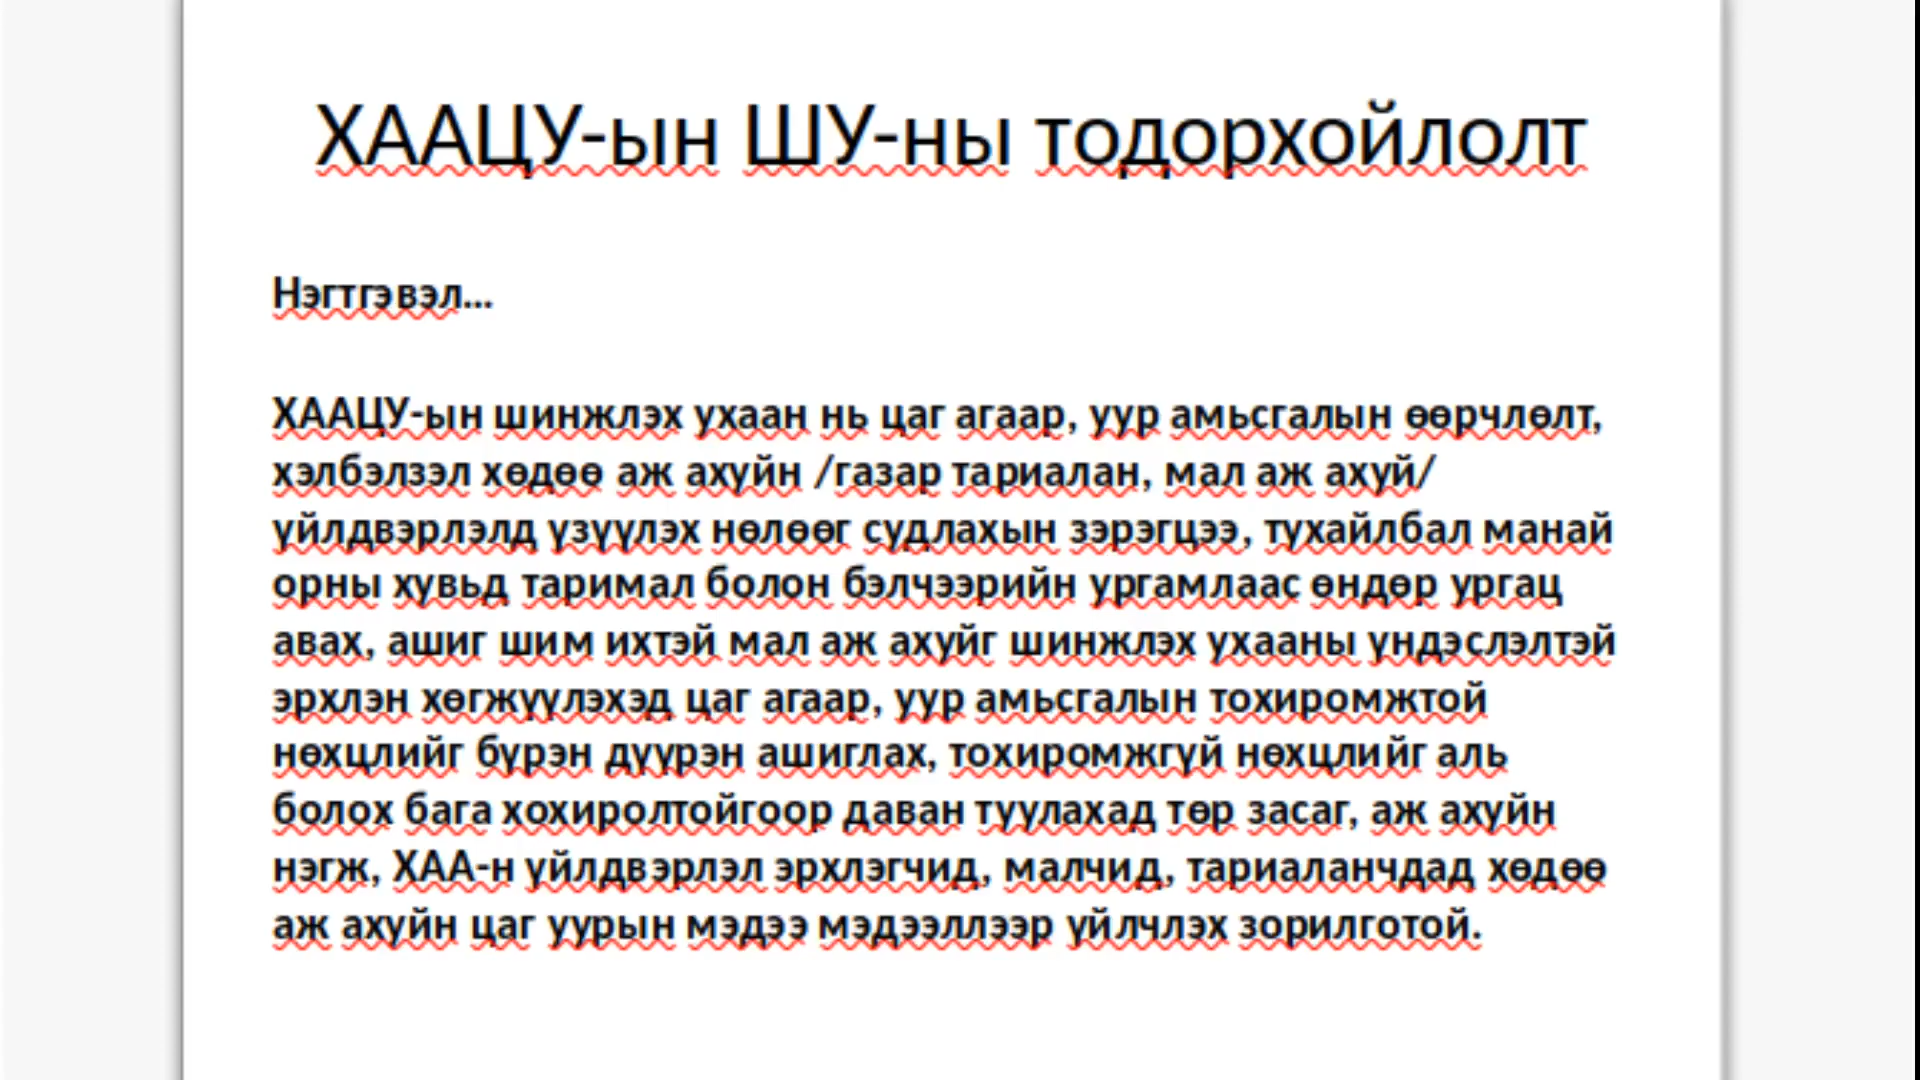 ХААЦУ-ын ШУ-ны тодорхойлолт
Нэгтгэвэл...
ХААЦУ-ын шинжлэх ухаан нь цаг агаар, уур амьсгалын өөрчлөлт,
хэлбэлзэл хөдөө аж ахуйн /газар тариалан, мал аж ахуй/
үйлдвэрлэлд үзүүлэх нөлөөг судлахын зэрэгцээ, тухайлбал манай
орны хувьд таримал болон бэлчээрийн ургамлаас өндөр ургац
авах, ашиг шим ихтэй мал аж ахуйг шинжлэх ухааны үндэслэлтэй
эрхлэн хөгжүүлэхэд цаг агаар, уур амьсгалын тохиромжтой
нөхцлийг бүрэн дүүрэн ашиглах, тохиромжгүй нөхцлийг аль
болох бага хохиролтойгоор даван туулахад төр засаг, аж ахуйн
нэгж, ХАА-н үйлдвэрлэл эрхлэгчид, малчид, тариаланчдад хөдөө
аж ахуйн цаг уурын мэдээ мэдээллээр үйлчлэх зорилготой.